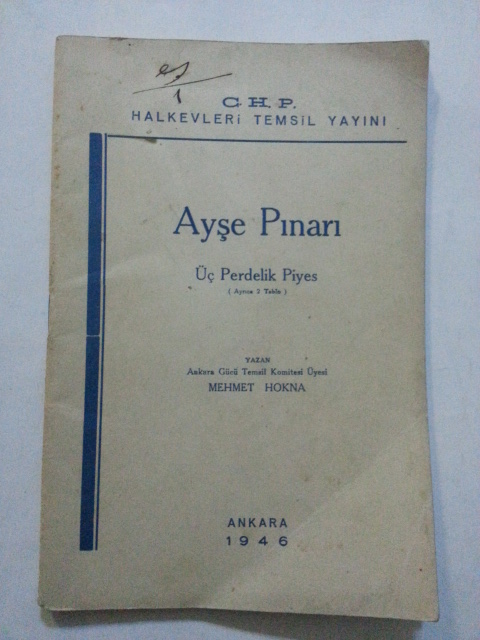 C.H.P.
HALKEVLERİ TEMSİL YAYINI
Ayşe Pınarı
Üç Perdelik Piyes
( Ayrıca 2 Tablo )
YAZAN
Ankara Gücü Temsil Komitesi Üyesi
MEHMET HOKNA
ANKARA
1946